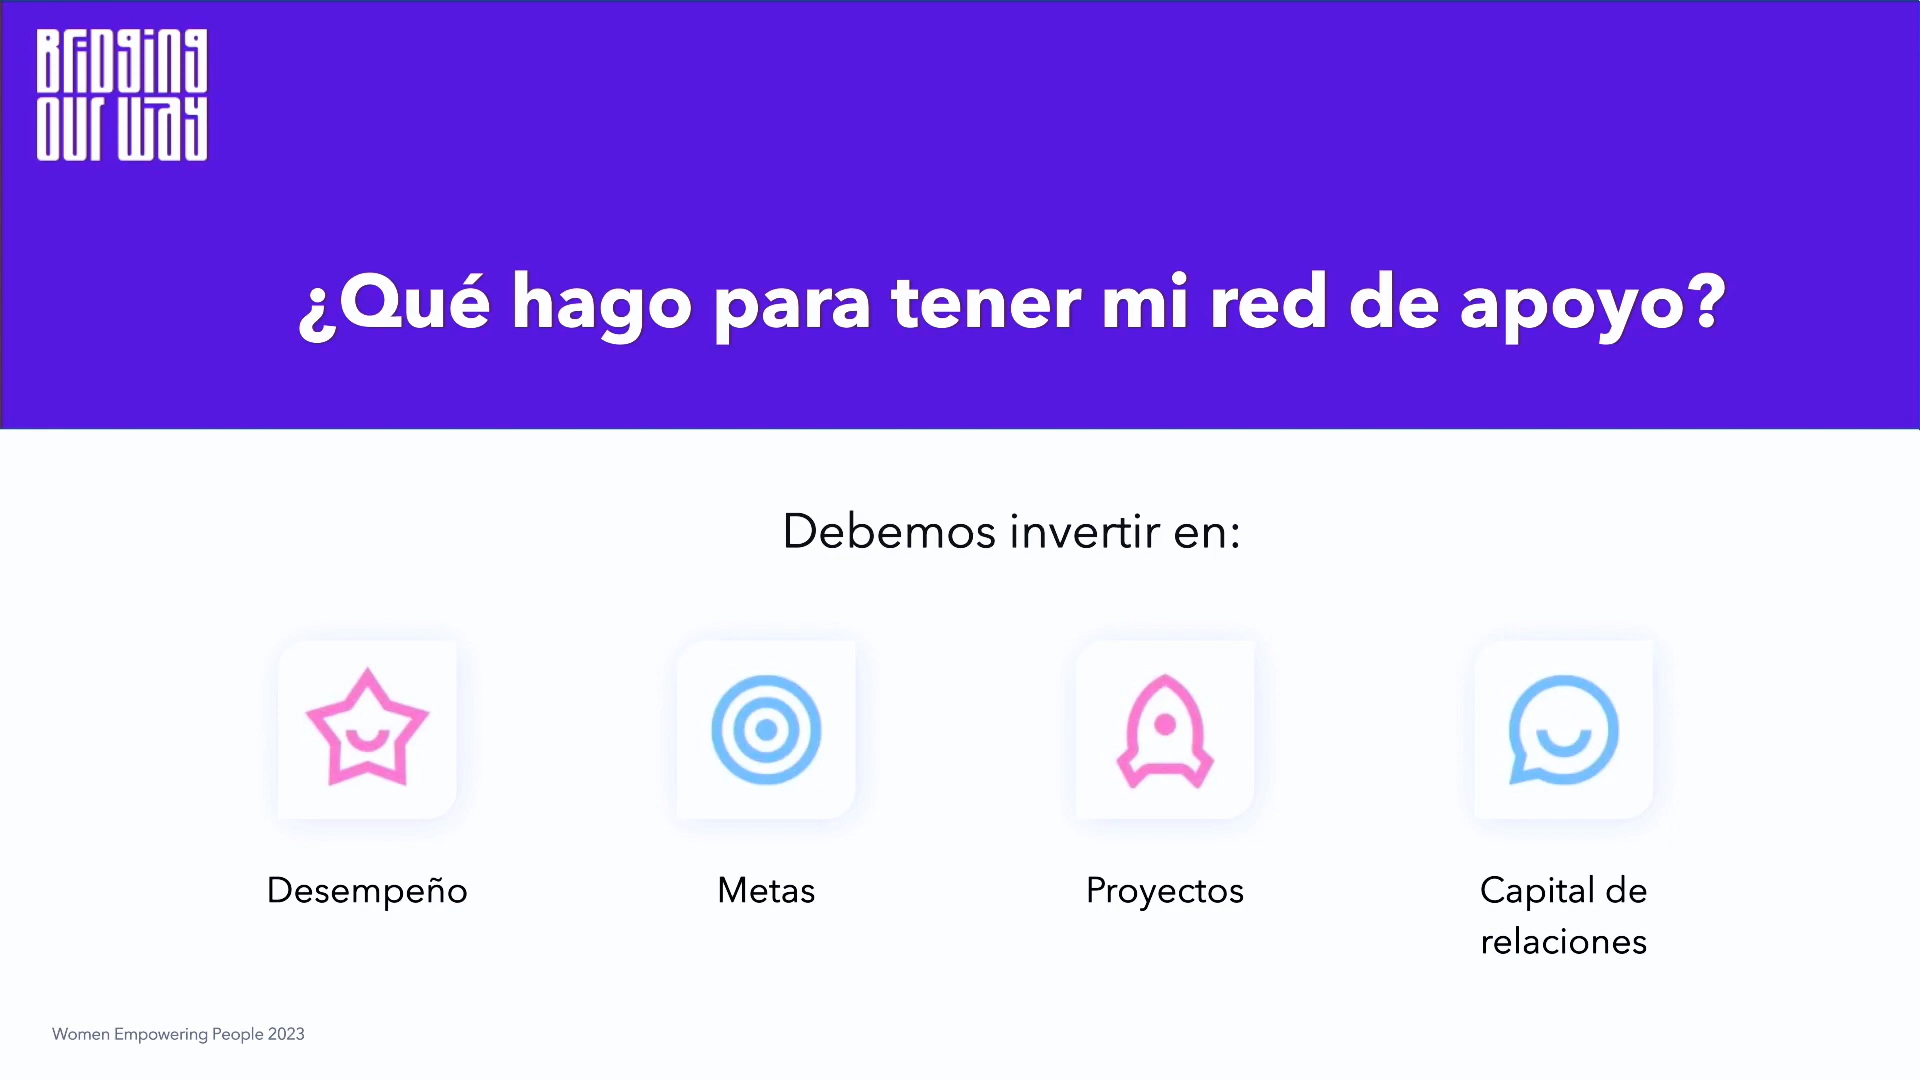 Bridging
our way
¿Qué hago para tener mi red de apoyo?
Debemos invertir en:
Desempeño
Metas
Proyectos
Capital de
relaciones
Women Empowering People 2023